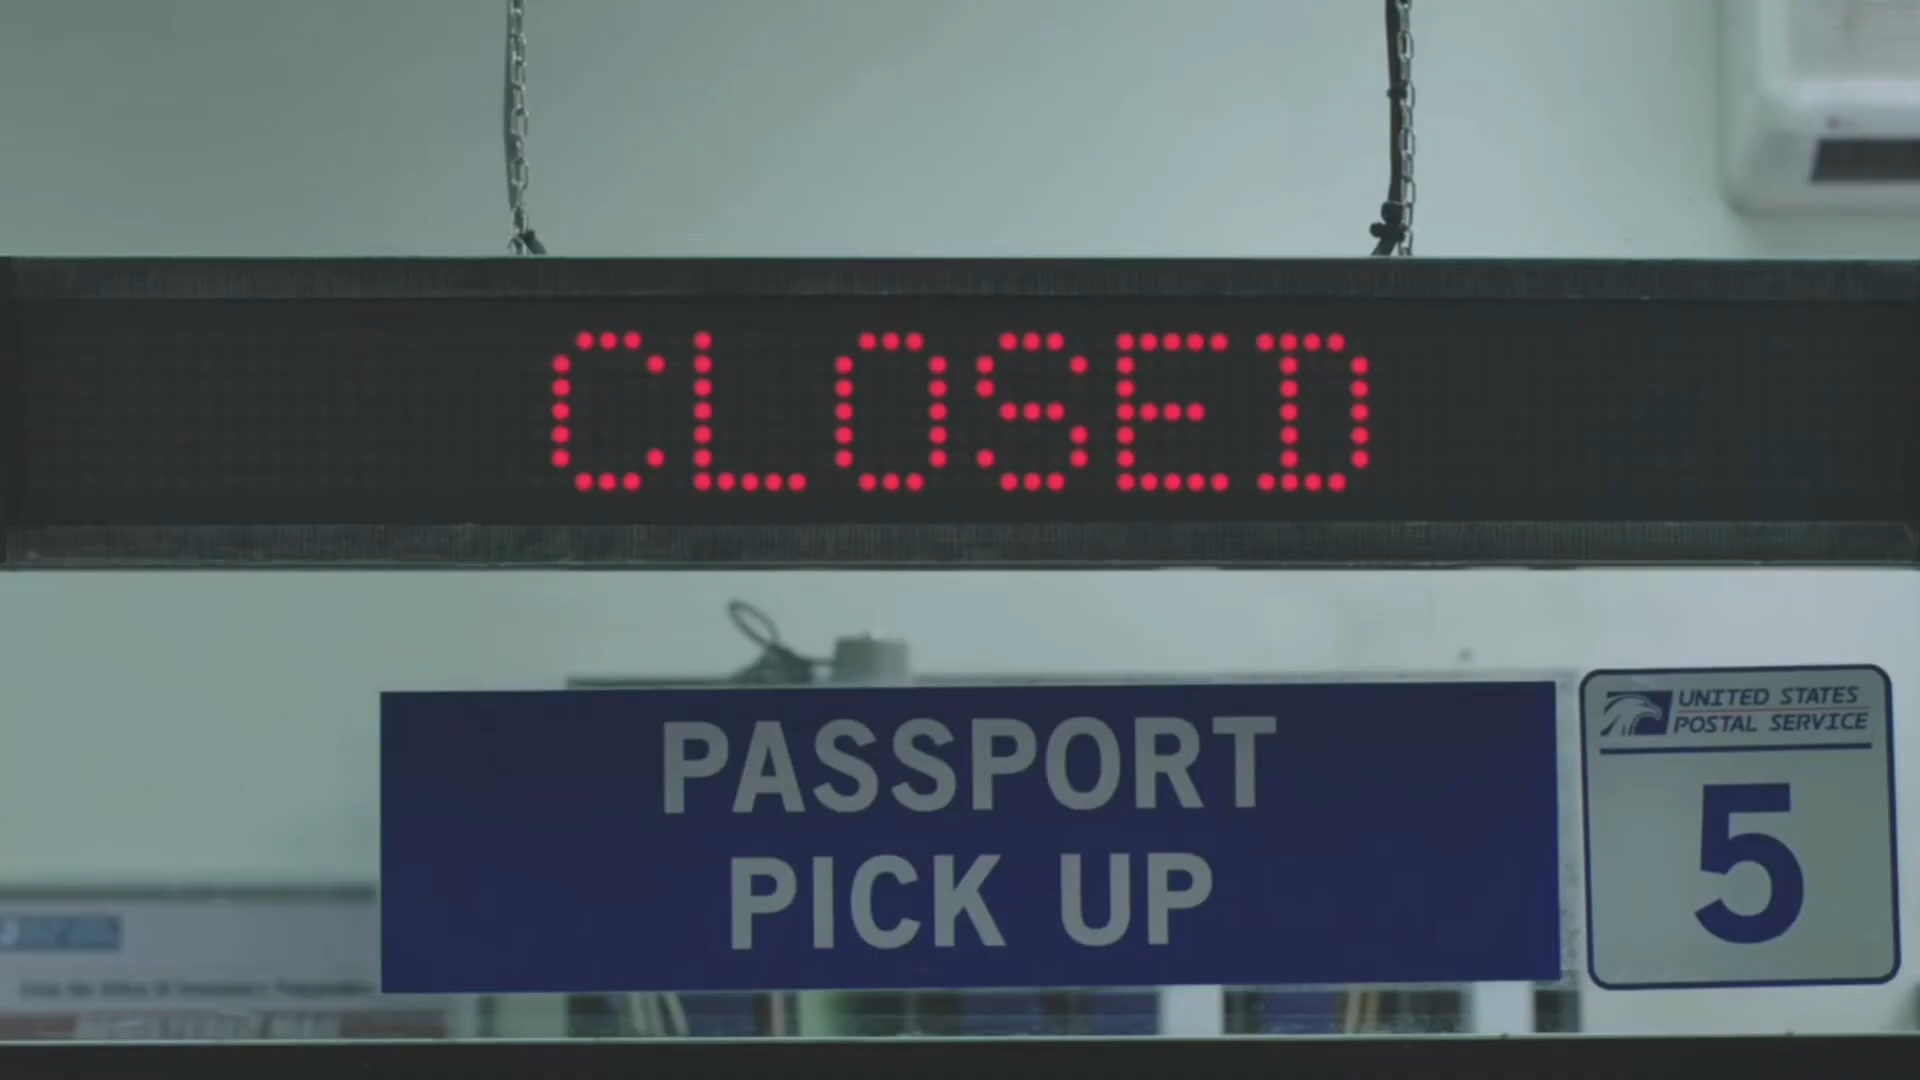 CLOSED
PASSPORT
PICK UP
UNITED STATES
POSTAL SERVICE
5